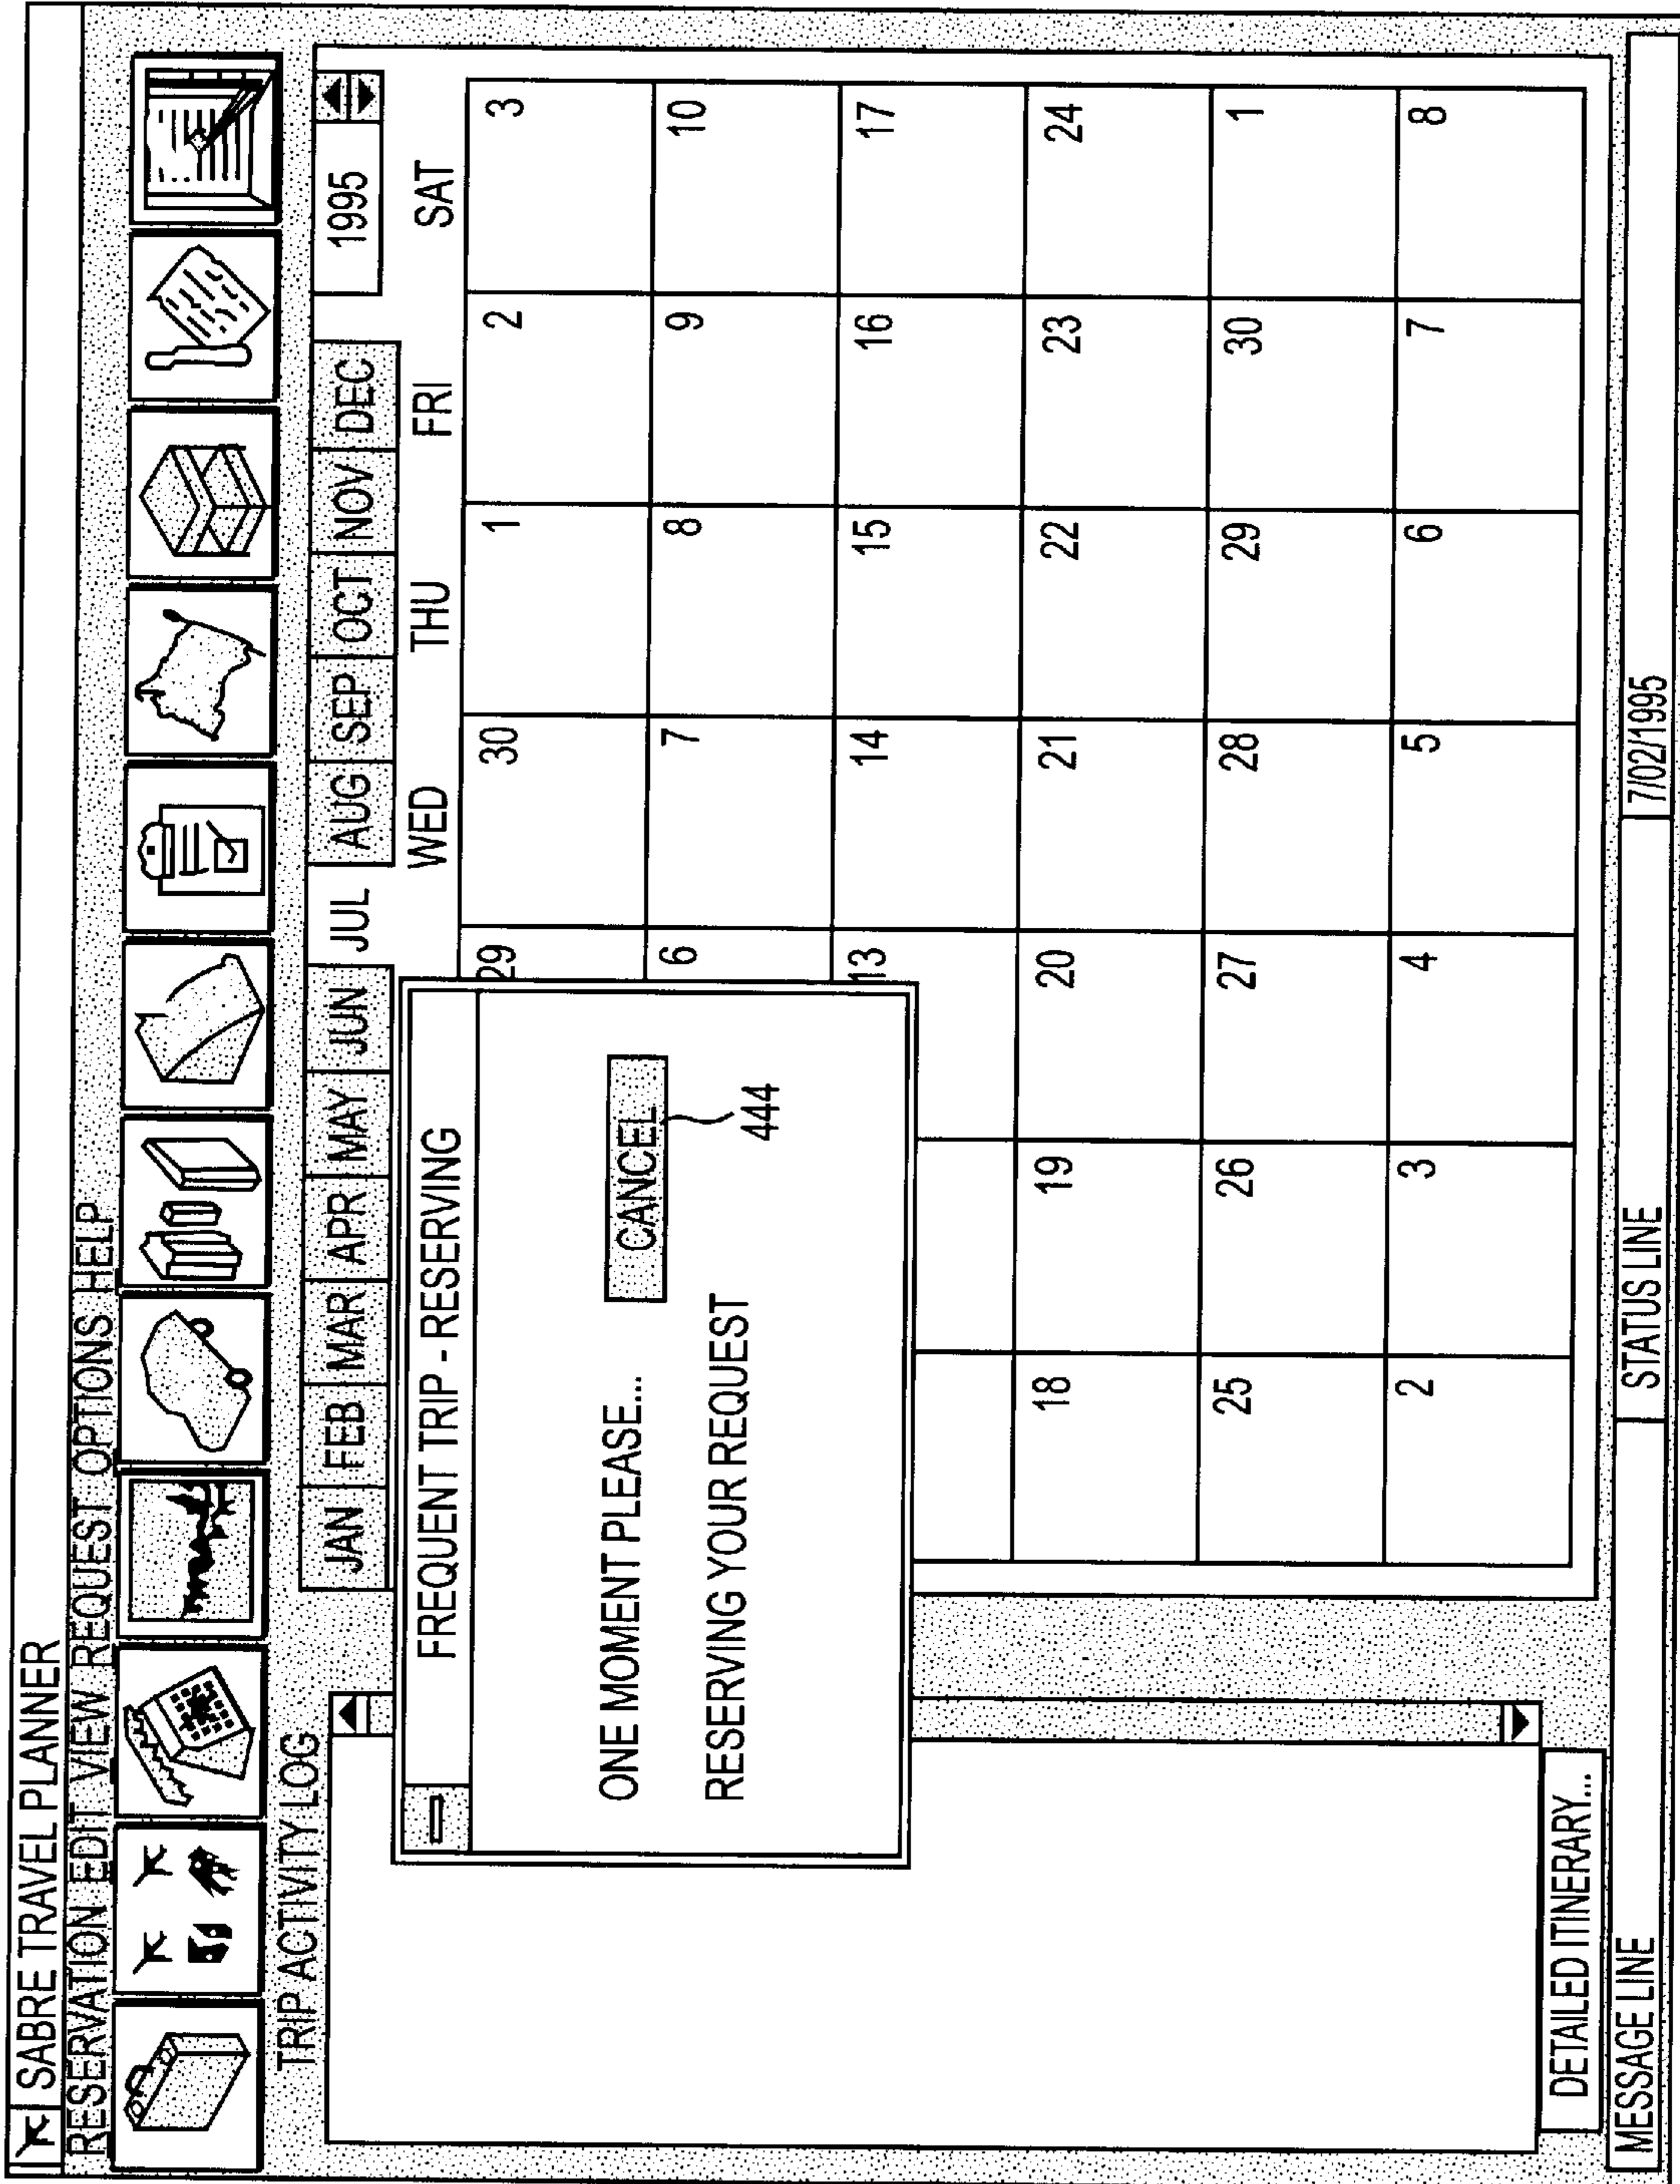 SABRE TRAVEL PLANNER
RESERVATION EDIT VIEW REQUEST OPTIONS HELP
TRIP ACTIVITY LOG
JAN FEB MAR APR MAY JUN JUL AUG SEP OCT NOV DEC 1995
WED THU FRI SAT
FREQUENT TRIP - RESERVING
ONE MOMENT PLEASE...
CANCEL
RESERVING YOUR REQUEST
444
29 30 1 2 3
6 7 8 9 10
13 14 15 16 17
18 19 20 21 22 23 24
25 26 27 28 29 30 1
2 3 4 5 6 7 8
DETAILED ITINERARY...
MESSAGE LINE STATUS LINE 7/02/1995